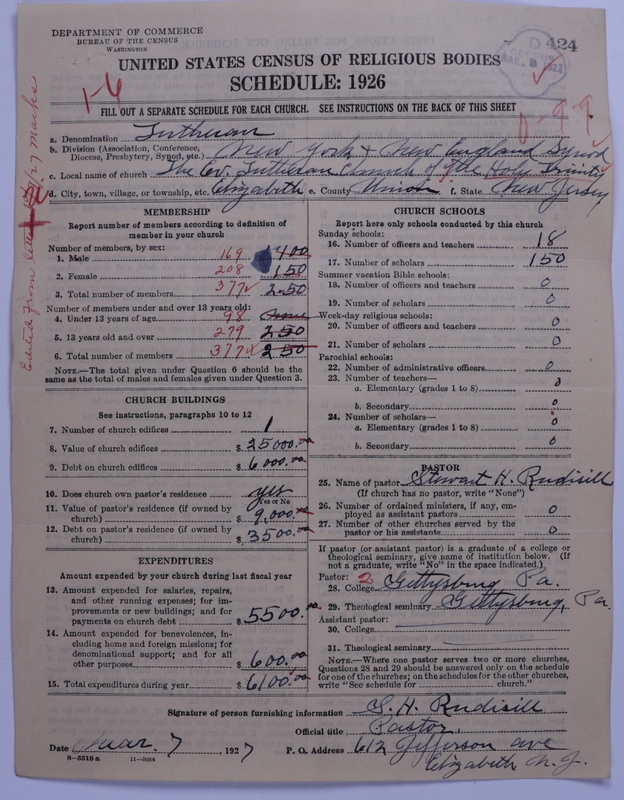 DEPARTMENT OF COMMERCE
BUREAU OF THE CENSUS
WASHINGTON
D 424
UNITED STATES CENSUS OF RELIGIOUS BODIES
SCHEDULE: 1926
1-6
FILL OUT A SEPARATE SCHEDULE FOR EACH CHURCH. SEE INSTRUCTIONS ON THE BACK OF THIS SHEET
a. Denomination Lutheran
b. Division (Association, Conference, Diocese, Presbytery, Synod, etc.) New York & New England Synod
c. Local name of church The Ev. Lutheran Church of the Holy Trinity
d. City, town, village, or township, etc. Elizabeth e. County Union f. State New Jersey
Edited from letter
MEMBERSHIP
Report number of members according to definition of member in your church
Number of members, by sex:
1. Male 169 100
2. Female 208 150
3. Total number of members 377 250
Number of members under and over 13 years old:
4. Under 13 years of age 98 None
5. 13 years old and over 279 250
6. Total number of members 377 250
NOTE.—The total given under Question 6 should be same as the total of males and females given under Question 3.
CHURCH BUILDINGS
See instructions, paragraphs 10 to 12
7. Number of church edifices 1
8. Value of church edifices $ 25000.00
9. Debt on church edifices $ 6000.00
10. Does church own pastor's residence yes
Yes or No
11. Value of pastor's residence (if owned by church) $ 9,000.00
12. Debt on pastor's residence (if owned by church) $ 3500.00
EXPENDITURES
Amount expended by your church during last fiscal year
13. Amount expended for salaries, repairs, and other running expenses; for improvements or new buildings; and for payments on church debt $ 5500.00
14. Amount expended for benevolences, including home and foreign missions; for denominational support; and for all other purposes $ 600.00
15. Total expenditures during year $ 6100.00
CHURCH SCHOOLS
Report here only schools conducted by this church
Sunday schools:
16. Number of officers and teachers 18
17. Number of scholars 150
Summer vacation Bible schools:
18. Number of officers and teachers 0
19. Number of scholars 0
Week-day religious schools:
20. Number of officers and teachers 0
21. Number of scholars 0
Parochial schools:
22. Number of administrative officers 0
23. Number of teachers—
a. Elementary (grades 1 to 8) 0
b. Secondary 0
24. Number of scholars—
a. Elementary (grades 1 to 8) 0
b. Secondary 0
PASTOR
25. Name of pastor Stewart H. Rudisill
(If church has no pastor, write "None")
26. Number of ordained ministers, if any, employed as assistant pastors 0
27. Number of other churches served by the pastor or his assistants 0
If pastor (or assistant pastor) is a graduate of a college or theological seminary, give name of institution below. (If not a graduate, write "No" in the space indicated.)
Pastor: 2
28. College Gettysburg Pa.
29. Theological seminary Gettysburg, Pa.
Assistant pastor:
30. College
31. Theological seminary
NOTE.—Where one pastor serves two or more churches, Questions 28 and 29 should be answered only on the schedule for one of the churches; on the schedules for the other churches, write "See schedule for church."
Signature of person furnishing information S. H. Rudisill
Official title Pastor
Date Mar. 7, 1927 P. O. Address 612 Jefferson ave
Elizabeth N. J.
8-5518 a 11-9054